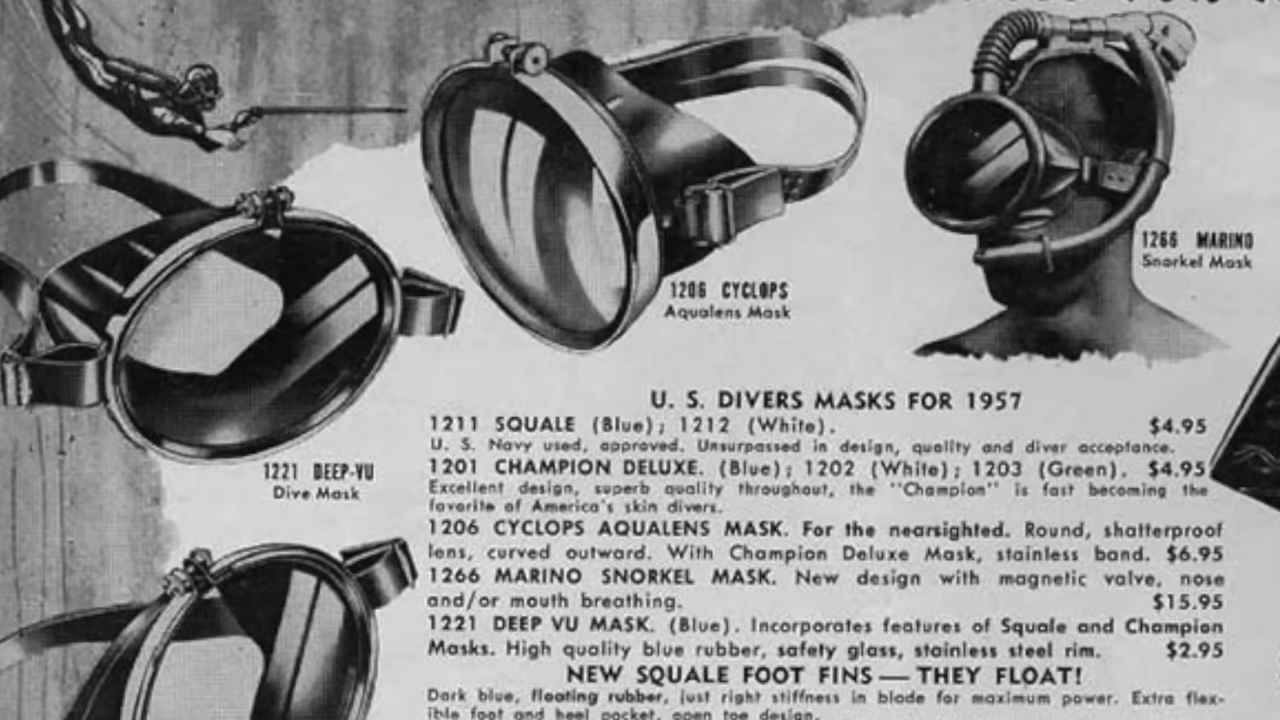 1206 CYCLOPS
Aqualens Mask
1266 MARINO
Snorkel Mask
1221 DEEP-VU
Dive Mask
U. S. DIVERS MASKS FOR 1957
1211 SQUALE (Blue); 1212 (White). $4.95
U. S. Navy used, approved. Unsurpassed in design, quality and diver acceptance.
1201 CHAMPION DELUXE. (Blue); 1202 (White); 1203 (Green). $4.95
Excellent design, superb quality throughout, the "Champion" is fast becoming the
favorite of America's skin divers.
1206 CYCLOPS AQUALENS MASK. For the nearsighted. Round, shatterproof
lens, curved outward. With Champion Deluxe Mask, stainless band. $6.95
1266 MARINO SNORKEL MASK. New design with magnetic valve, nose
and/or mouth breathing. $15.95
1221 DEEP VU MASK. (Blue). Incorporates features of Squale and Champion
Masks. High quality blue rubber, safety glass, stainless steel rim. $2.95
NEW SQUALE FOOT FINS — THEY FLOAT!
Dark blue, floating rubber, just right stiffness in blade for maximum power. Extra flex-
ible foot and heel pocket, open toe design.